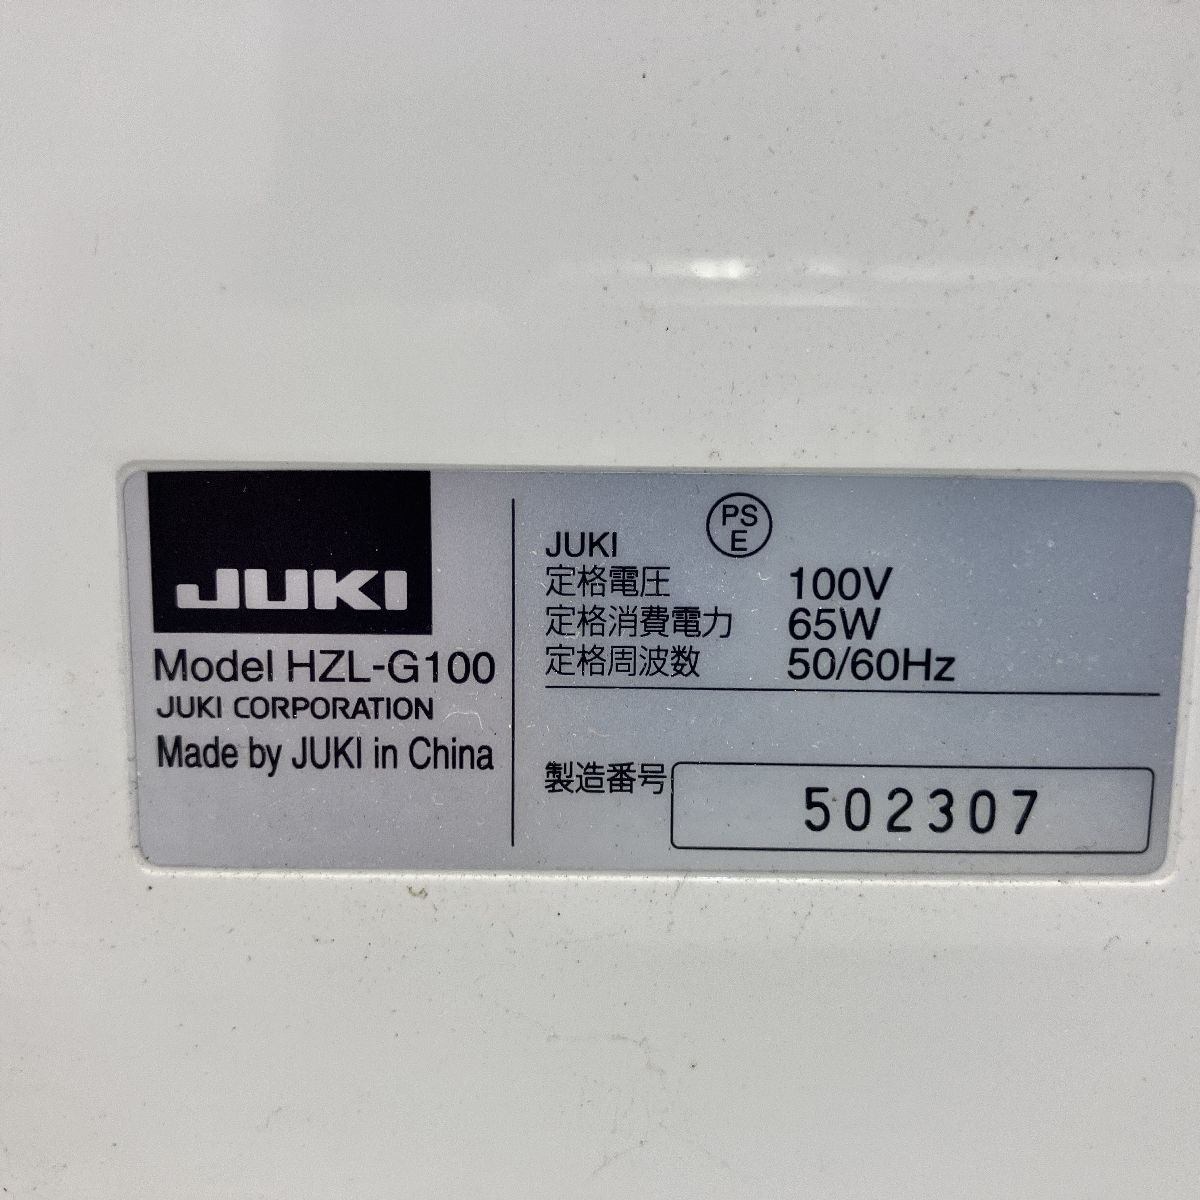 JUKI
Model HZL-G100
JUKI CORPORATION
Made by JUKI in China
PS
E
JUKI
定格電圧 100V
定格消費電力 65W
定格周波数 50/60Hz
製造番号 502307